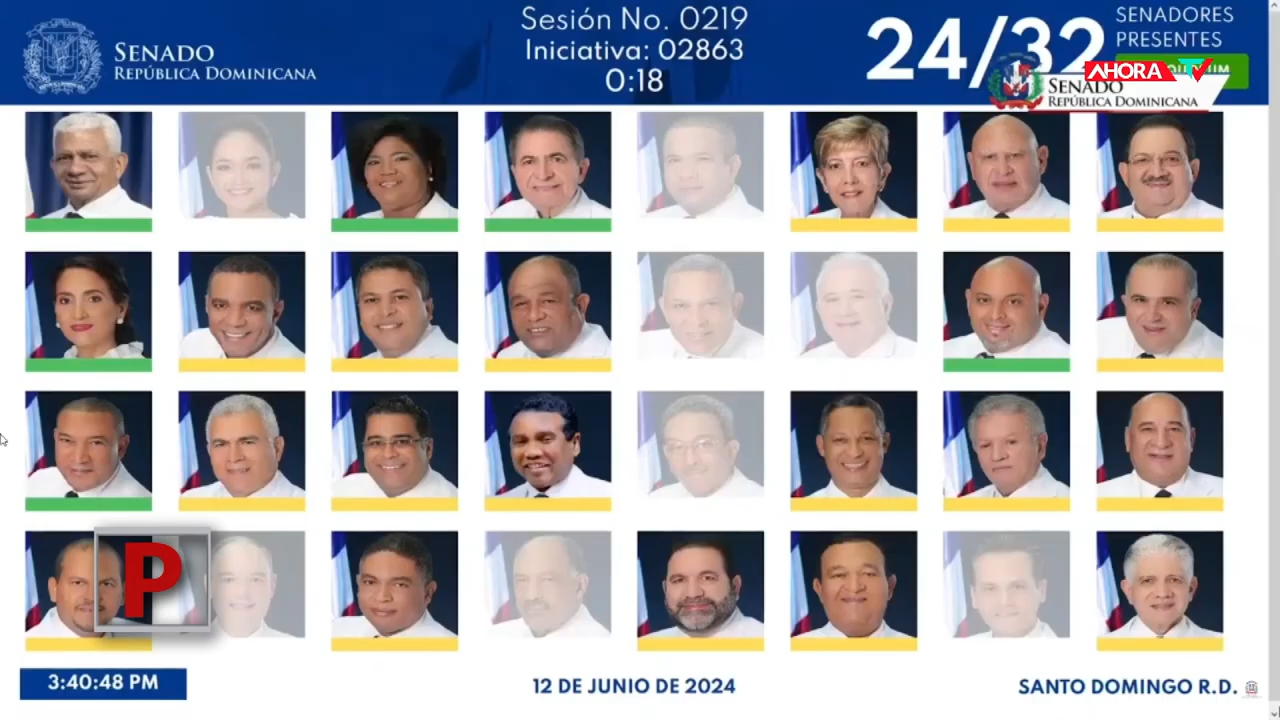 SENADO
REPÚBLICA DOMINICANA
Sesión No. 0219
Iniciativa: 02863
0:18
24/32
SENADORES
PRESENTES
AHORA TV
SENADO
REPÚBLICA DOMINICANA
P
3:40:48 PM
12 DE JUNIO DE 2024
SANTO DOMINGO R.D.